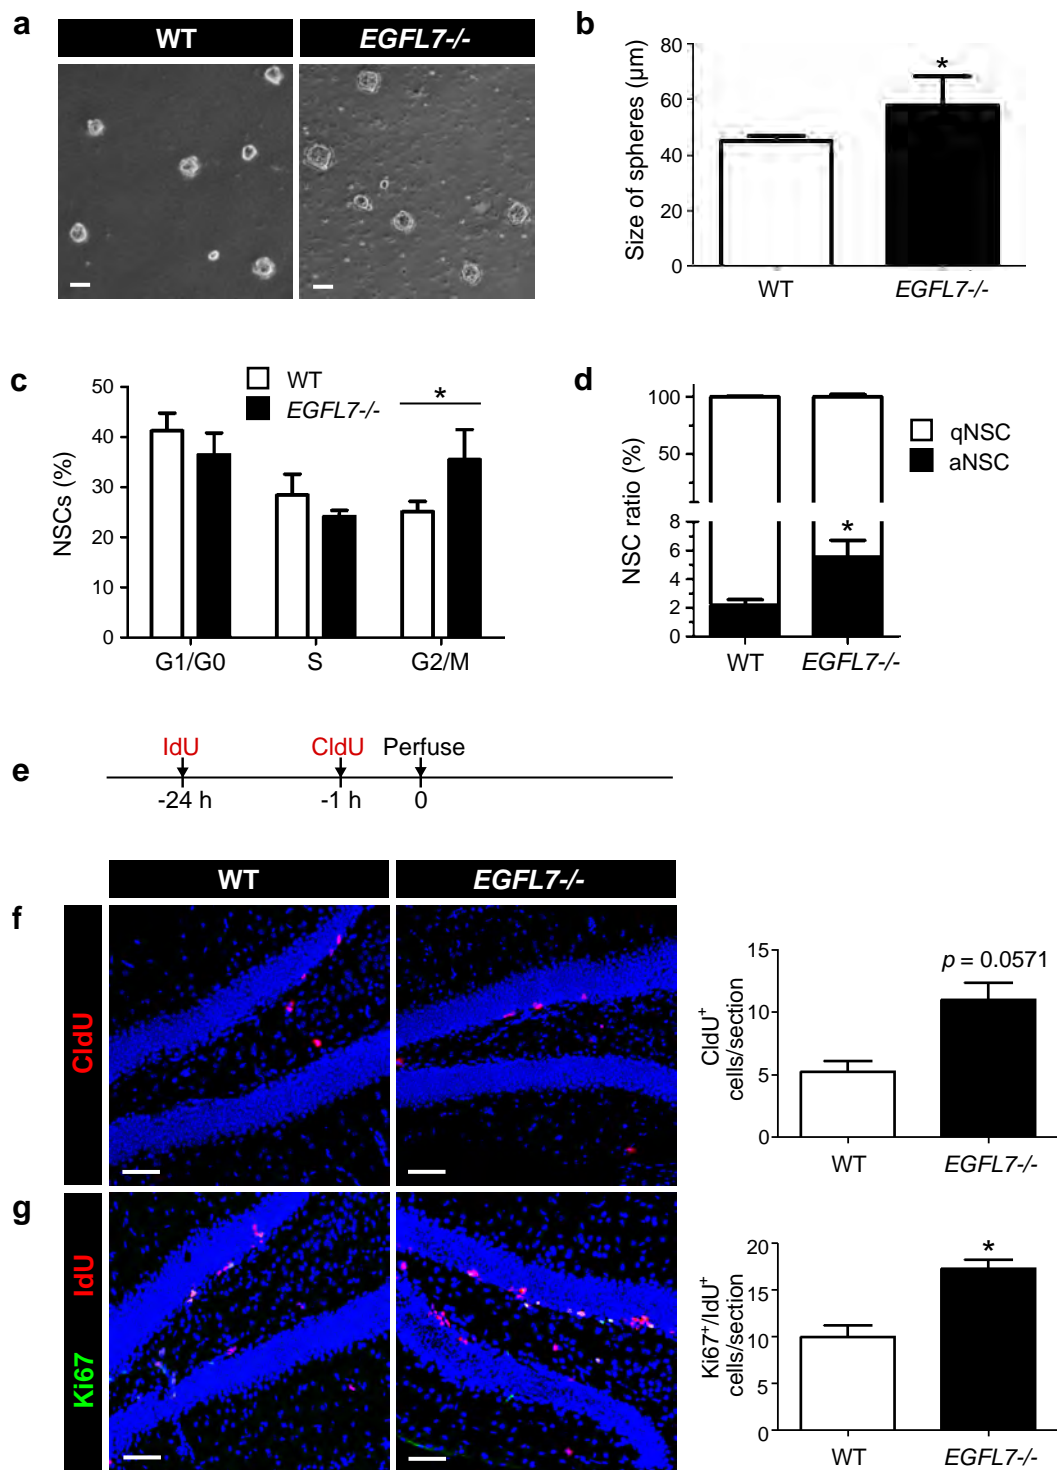 a
WT
EGFL7-/-
b
Size of spheres (µm)
80
60
40
20
0
*
WT
EGFL7-/-
c
NSCs (%)
50
40
30
20
10
0
WT
EGFL7-/-
*
G1/G0
S
G2/M
d
NSC ratio (%)
100
50
8
6
4
2
0
*
qNSC
aNSC
WT
EGFL7-/-
e
IdU
CldU
Perfuse
-24 h
-1 h
0
WT
EGFL7-/-
f
CldU
CldU⁺
cells/section
15
10
5
0
p = 0.0571
WT
EGFL7-/-
g
Ki67 IdU
Ki67⁺/IdU⁺
cells/section
20
15
10
5
0
*
WT
EGFL7-/-